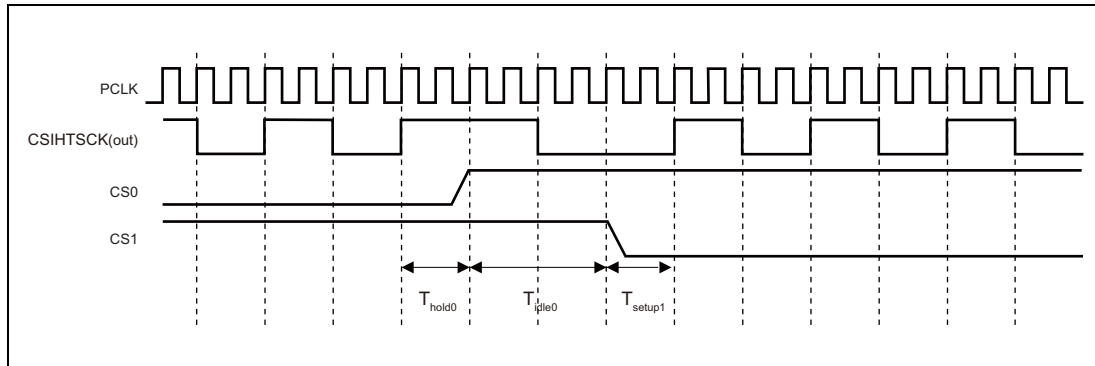 PCLK
CSIHTSCK(out)
CS0
CS1
Thold0 Tidle0 Tsetup1